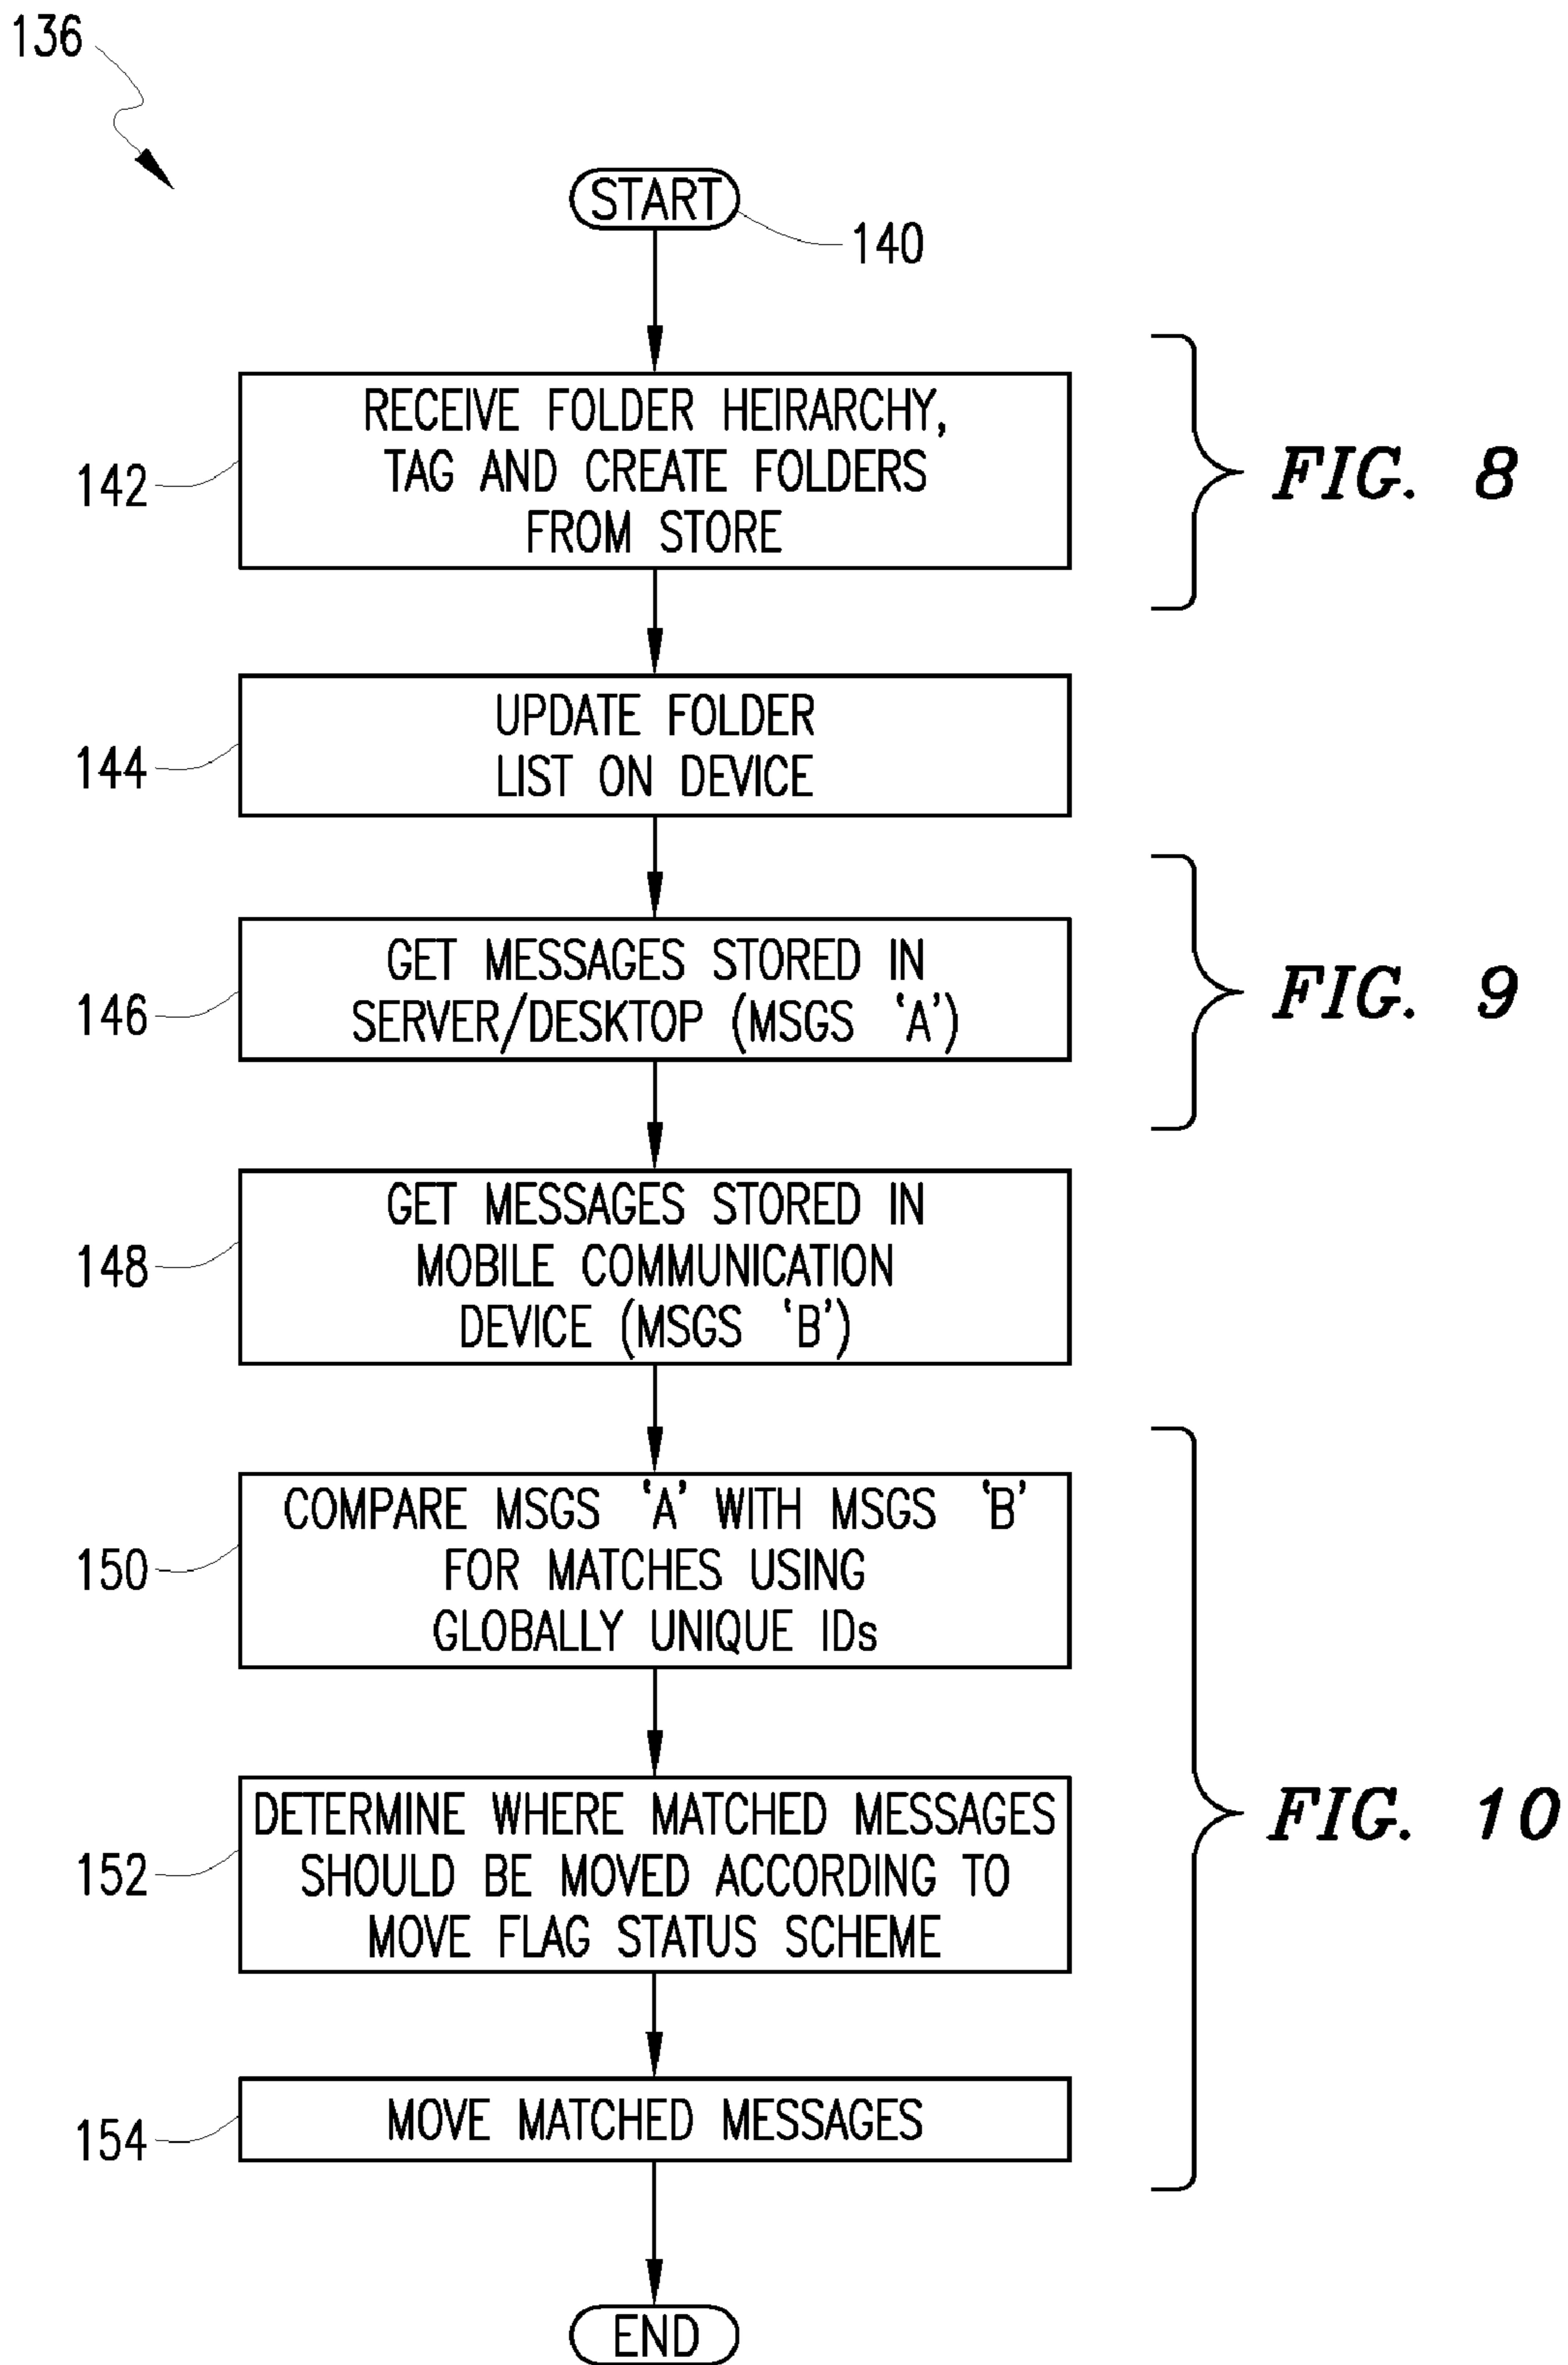 136
START
140
RECEIVE FOLDER HEIRARCHY,
TAG AND CREATE FOLDERS
FROM STORE
142
FIG. 8
UPDATE FOLDER
LIST ON DEVICE
144
GET MESSAGES STORED IN
SERVER/DESKTOP (MSGS 'A')
146
FIG. 9
GET MESSAGES STORED IN
MOBILE COMMUNICATION
DEVICE (MSGS 'B')
148
COMPARE MSGS 'A' WITH MSGS 'B'
FOR MATCHES USING
GLOBALLY UNIQUE IDs
150
DETERMINE WHERE MATCHED MESSAGES
SHOULD BE MOVED ACCORDING TO
MOVE FLAG STATUS SCHEME
152
FIG. 10
MOVE MATCHED MESSAGES
154
END